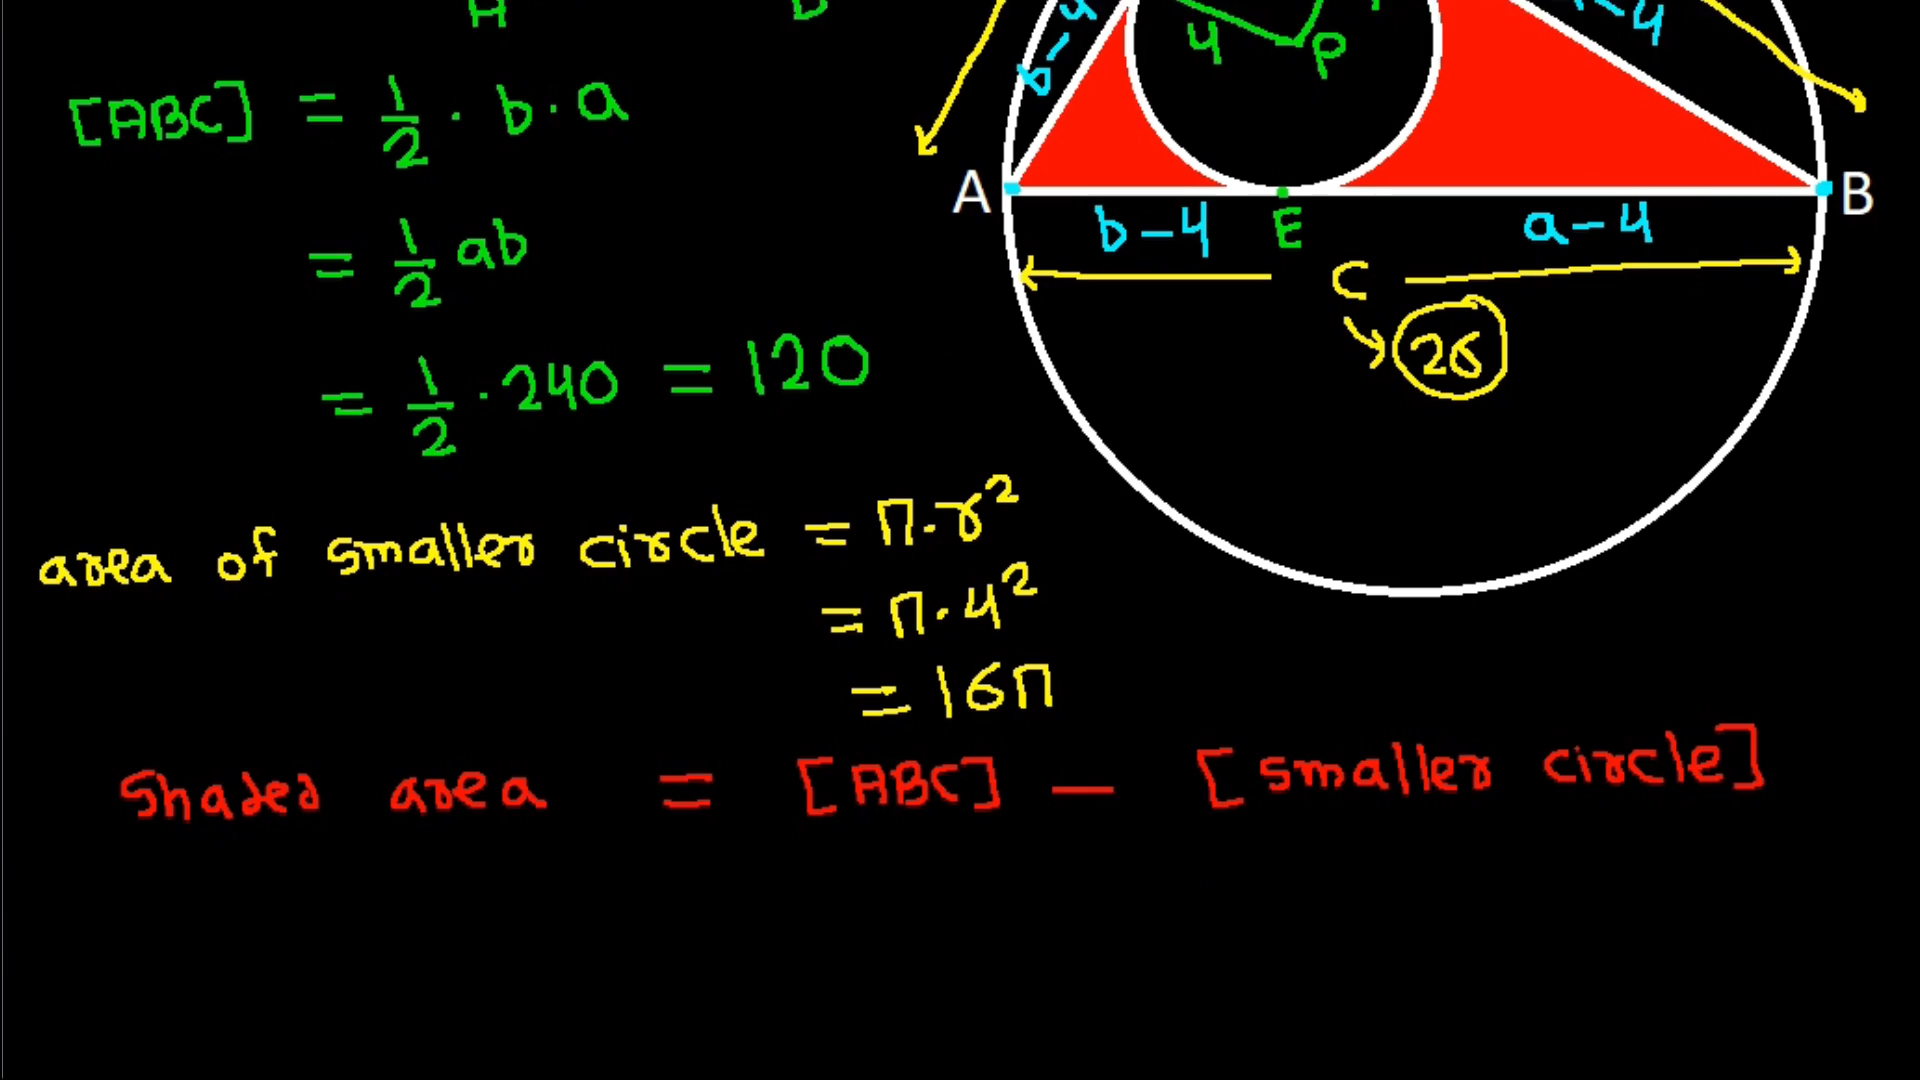 [ABC] = 1/2 · b · a
= 1/2 ab
= 1/2 · 240 = 120
area of smaller circle = π · r²
= π · 4²
= 16π
Shaded area = [ABC] – [smaller circle]
4
P
A
B
b-4
E
a-4
C
26